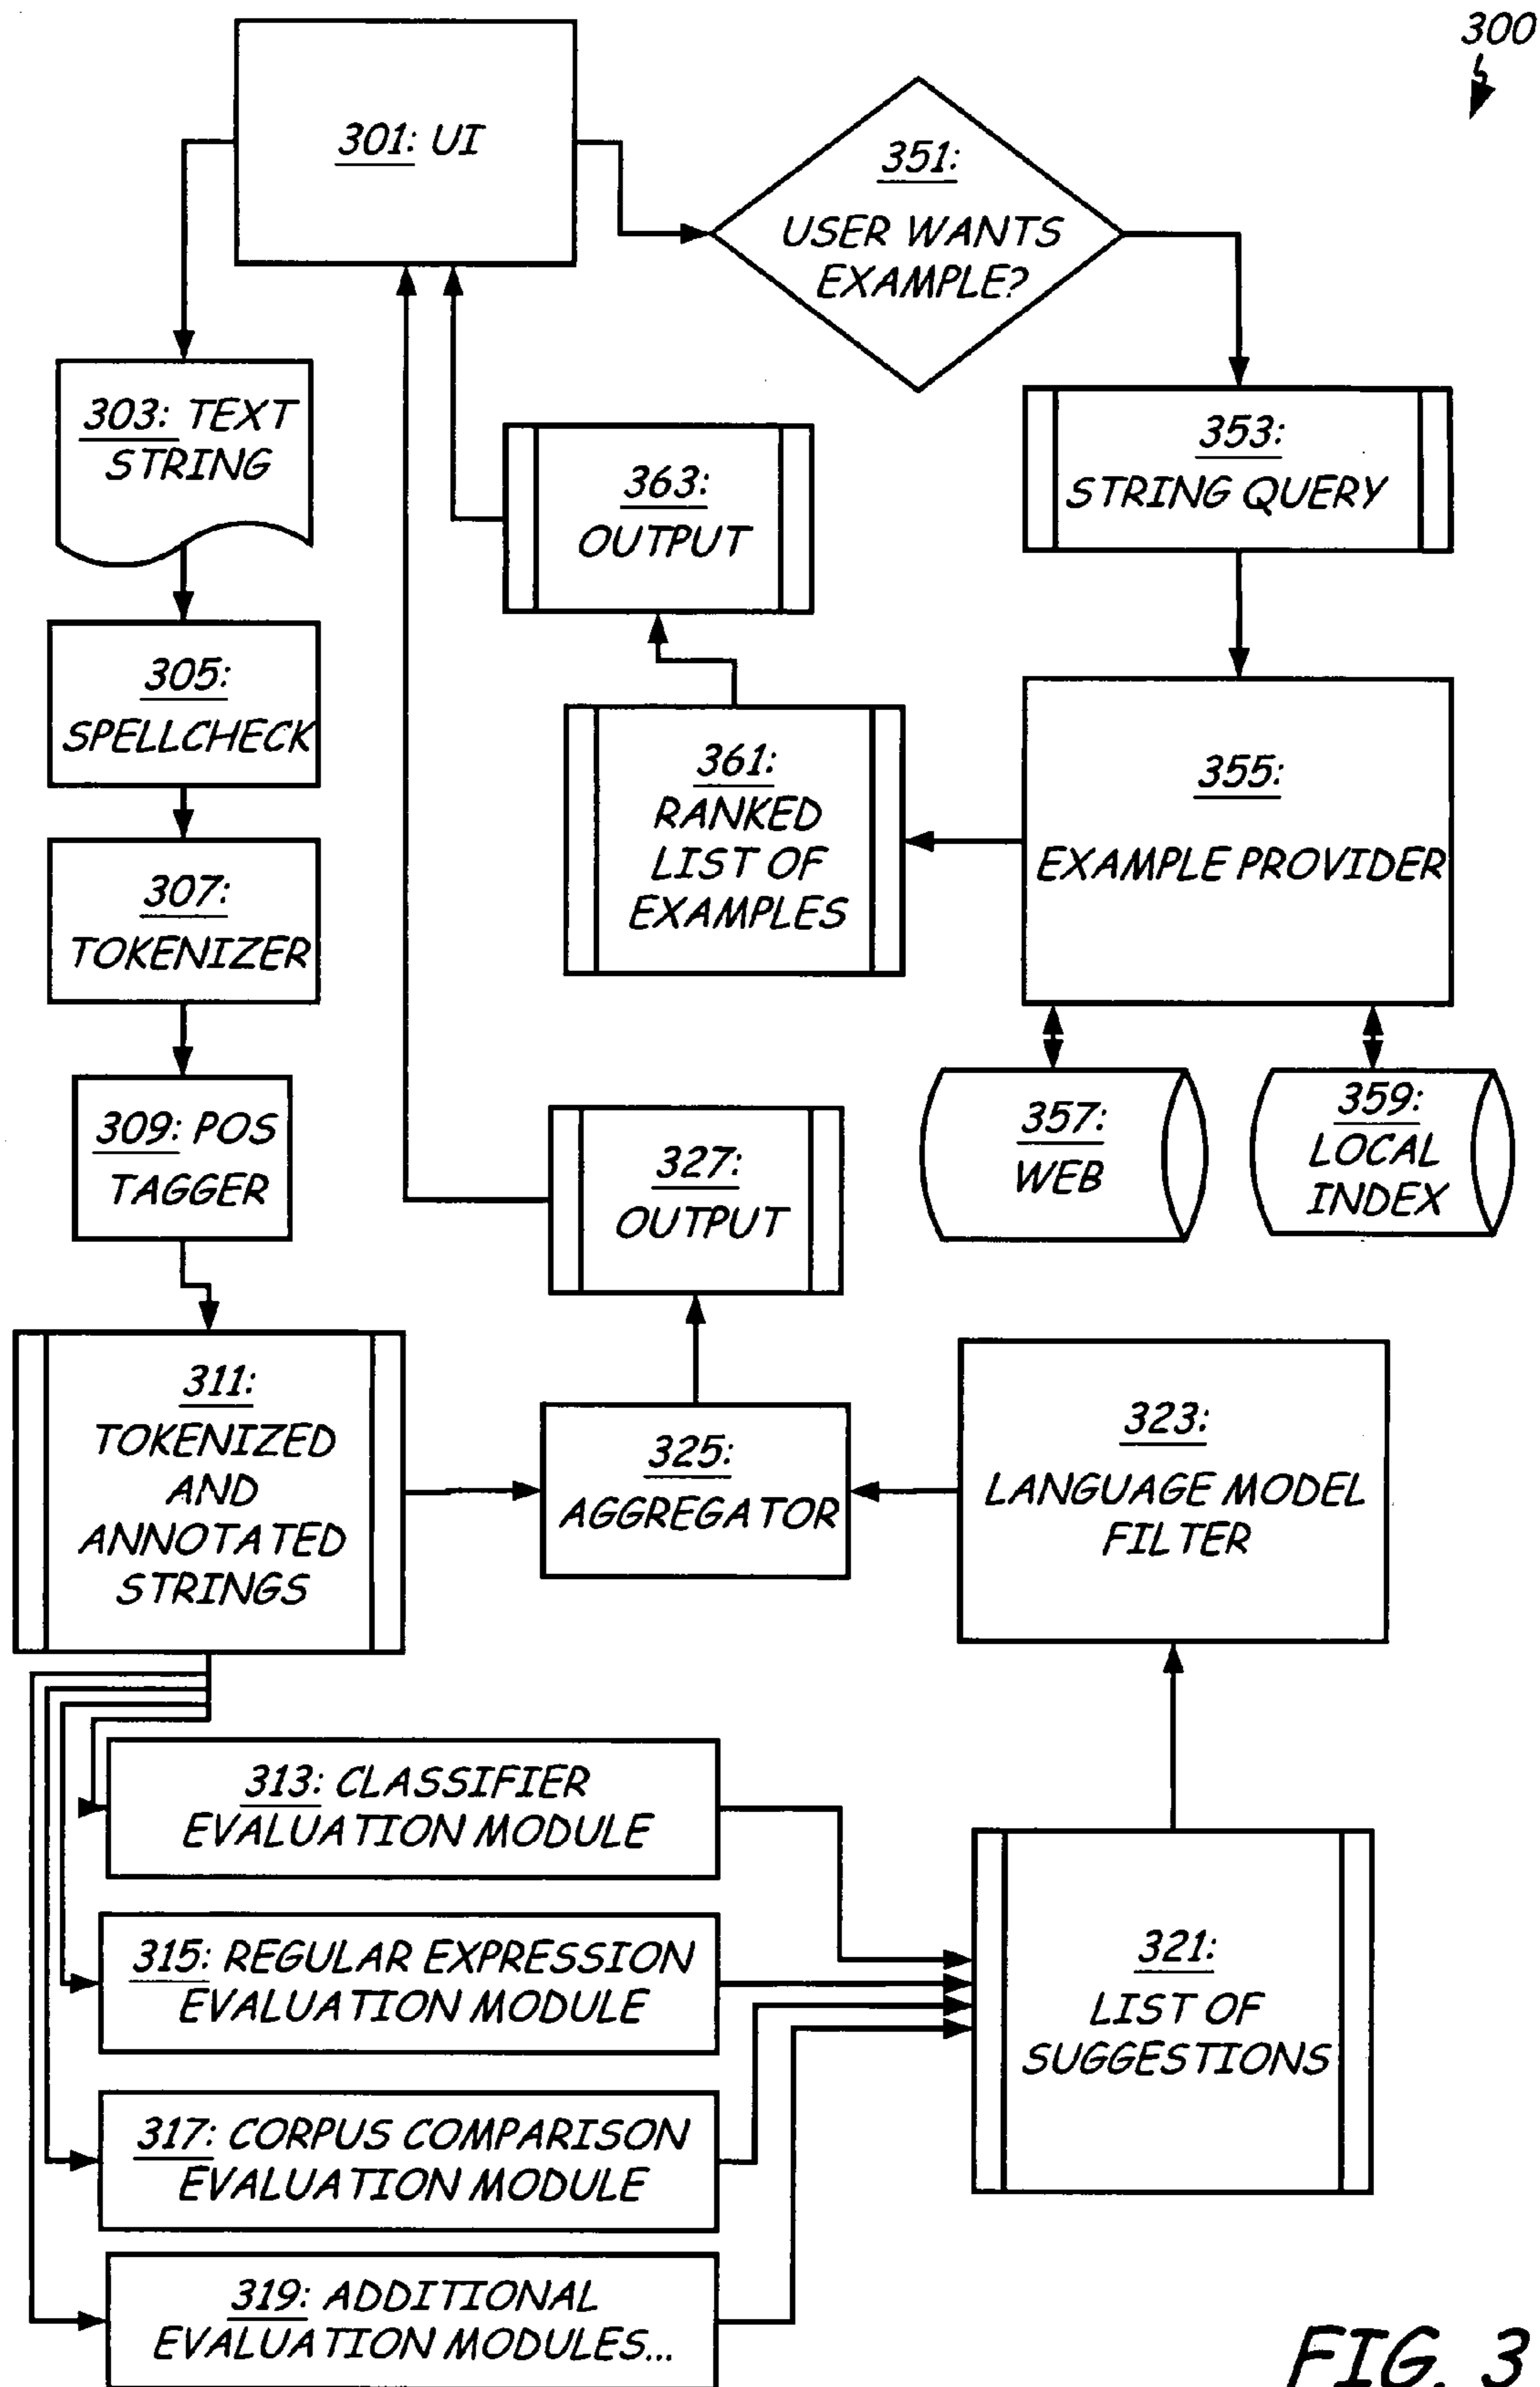 300
301: UI
351:
USER WANTS
EXAMPLE?
303: TEXT
STRING
363:
OUTPUT
353:
STRING QUERY
305:
SPELLCHECK
361:
RANKED
LIST OF
EXAMPLES
355:
EXAMPLE PROVIDER
307:
TOKENIZER
309: POS
TAGGER
327:
OUTPUT
357:
WEB
359:
LOCAL
INDEX
311:
TOKENIZED
AND
ANNOTATED
STRINGS
325:
AGGREGATOR
323:
LANGUAGE MODEL
FILTER
313: CLASSIFIER
EVALUATION MODULE
315: REGULAR EXPRESSION
EVALUATION MODULE
317: CORPUS COMPARISON
EVALUATION MODULE
319: ADDITIONAL
EVALUATION MODULES...
321:
LIST OF
SUGGESTIONS
FIG. 3